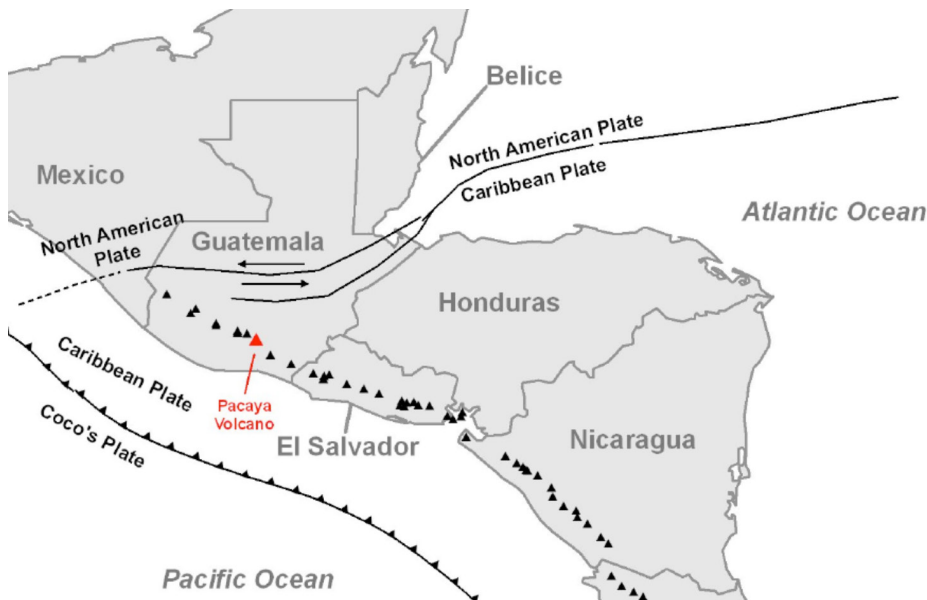 Belice
North American Plate
Caribbean Plate
Mexico
Atlantic Ocean
North American
Plate
Guatemala
Honduras
Caribbean Plate
Coco's Plate
Pacaya
Volcano
El Salvador
Nicaragua
Pacific Ocean